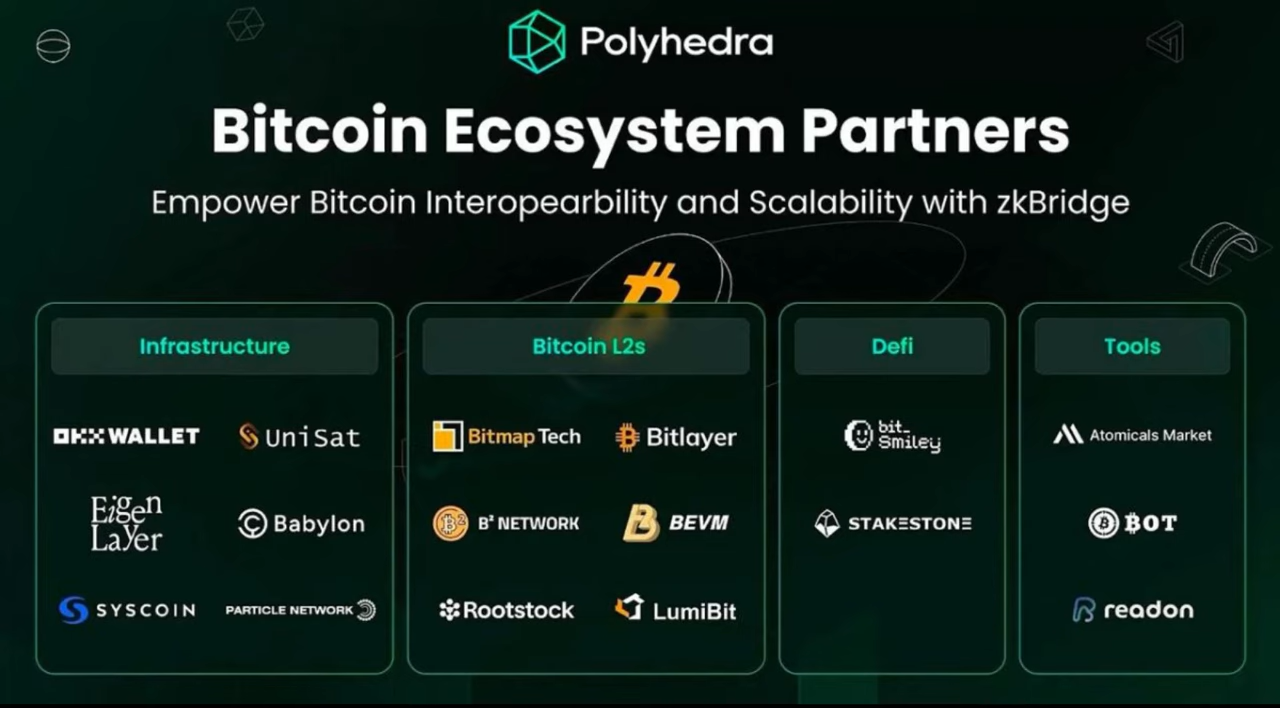 Polyhedra
Bitcoin Ecosystem Partners
Empower Bitcoin Interopearbility and Scalability with zkBridge
Infrastructure
OKX WALLET
UniSat
Eigen
Layer
Babylon
SYSCOIN
PARTICLE NETWORK
Bitcoin L2s
Bitmap Tech
Bitlayer
B² NETWORK
BEVM
Rootstock
LumiBit
Defi
bit_
Smiley
STAKESTONE
Tools
Atomicals Market
₿OT
readon